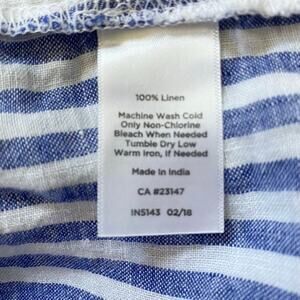 100% Linen
Machine Wash Cold
Only Non-Chlorine
Bleach When Needed
Tumble Dry Low
Warm Iron, if Needed
Made in India
CA #23147
IN5143 02/18